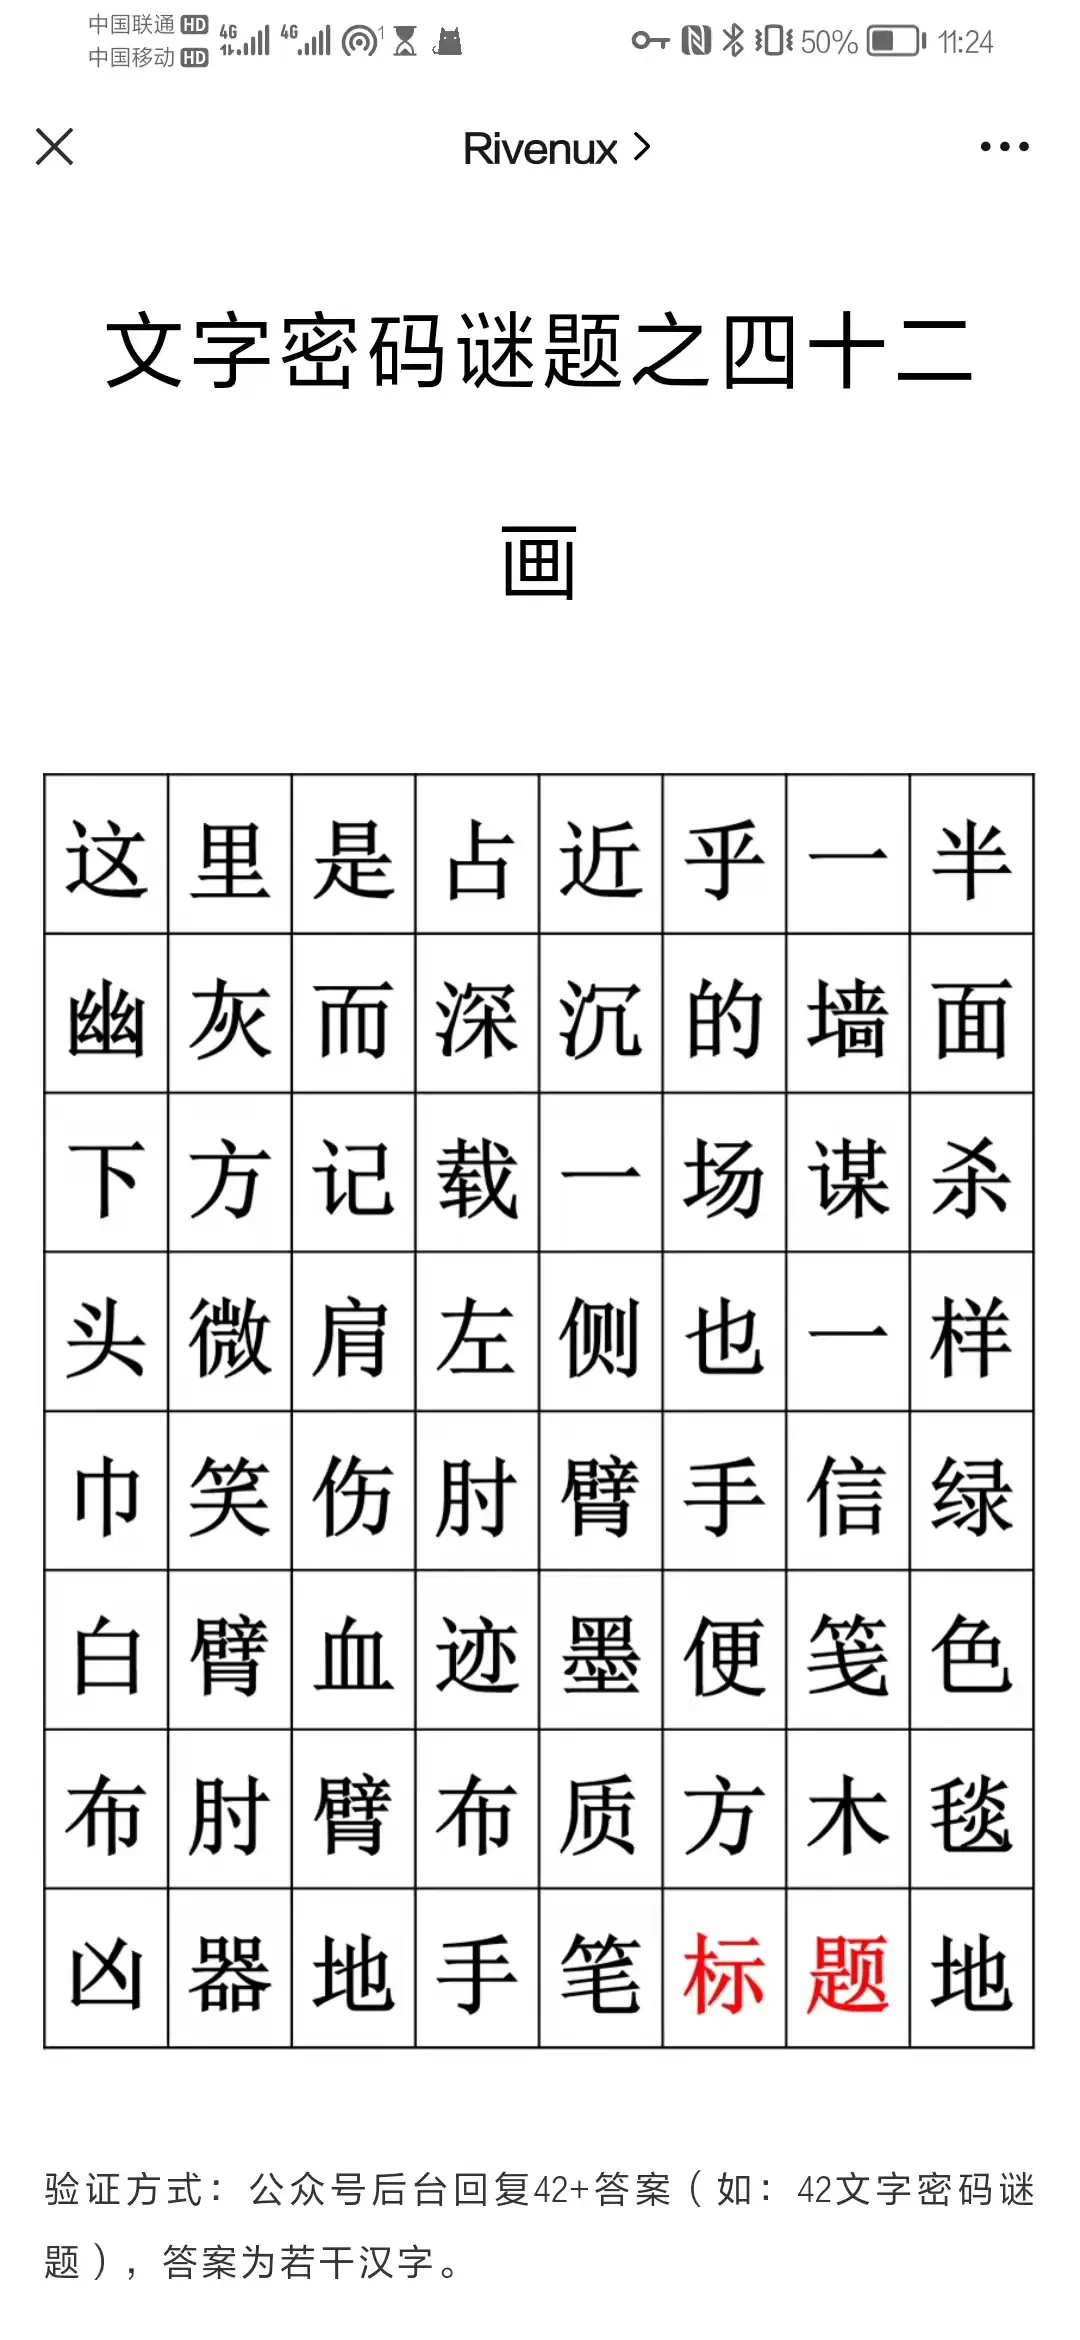 中国联通 HD 4G 4G 1 50% 11:24
中国移动 HD
Rivenux
文字密码谜题之四十二
画
这里是占近乎一半
幽灰而深沉的墙面
下方记载一场谋杀
头微肩左侧也一样
巾笑伤肘臂手信绿
白臂血迹墨便笺色
布肘臂布质方木毯
凶器地手笔标题地
验证方式：公众号后台回复42+答案（如：42文字密码谜
题），答案为若干汉字。